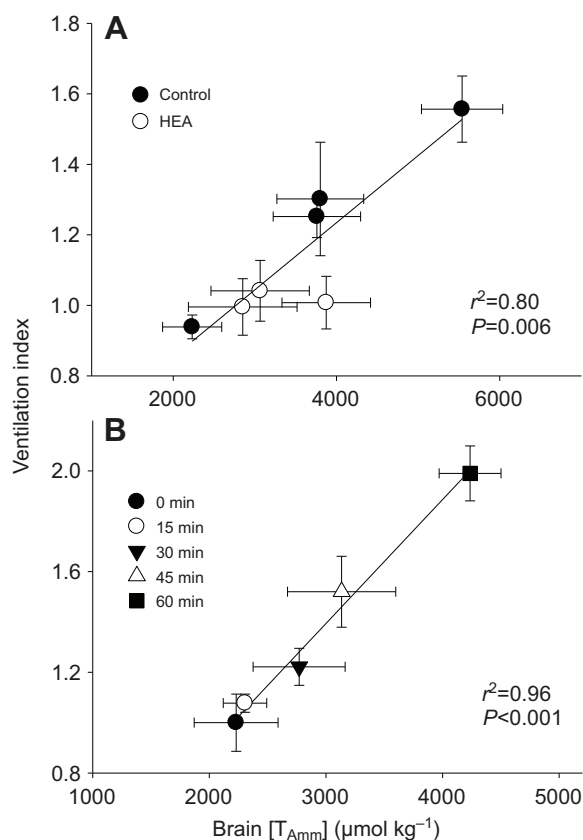 A
1.8
1.6
1.4
1.2
1.0
0.8
Control
HEA
r²=0.80
P=0.006
2000 4000 6000
Ventilation index
B
2.0
1.6
1.2
0.8
0 min
15 min
30 min
45 min
60 min
r²=0.96
P<0.001
1000 2000 3000 4000 5000
Brain [TAmm] (μmol kg⁻¹)